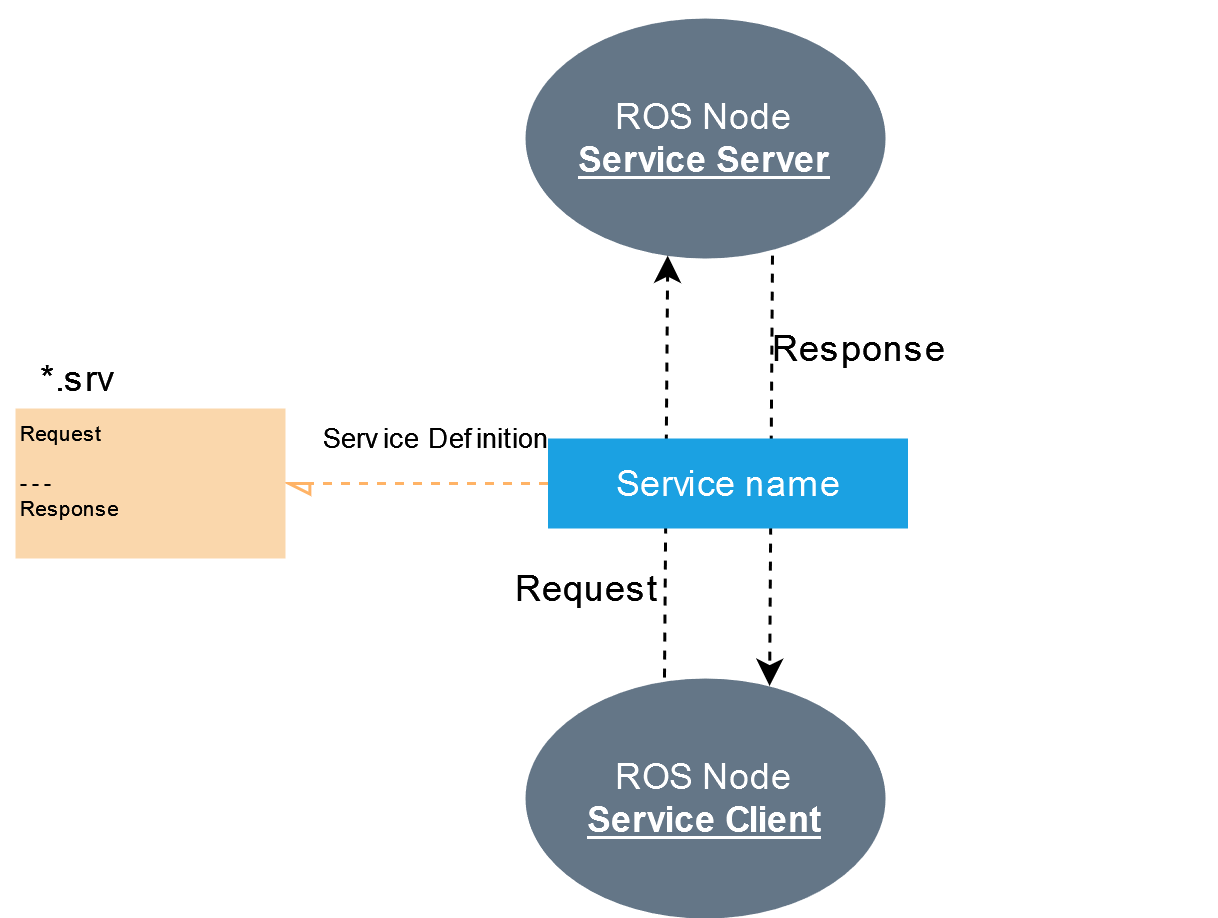 ROS Node
Service Server
Response
*.srv
Request
- - -
Response
Service Definition
Service name
Request
ROS Node
Service Client